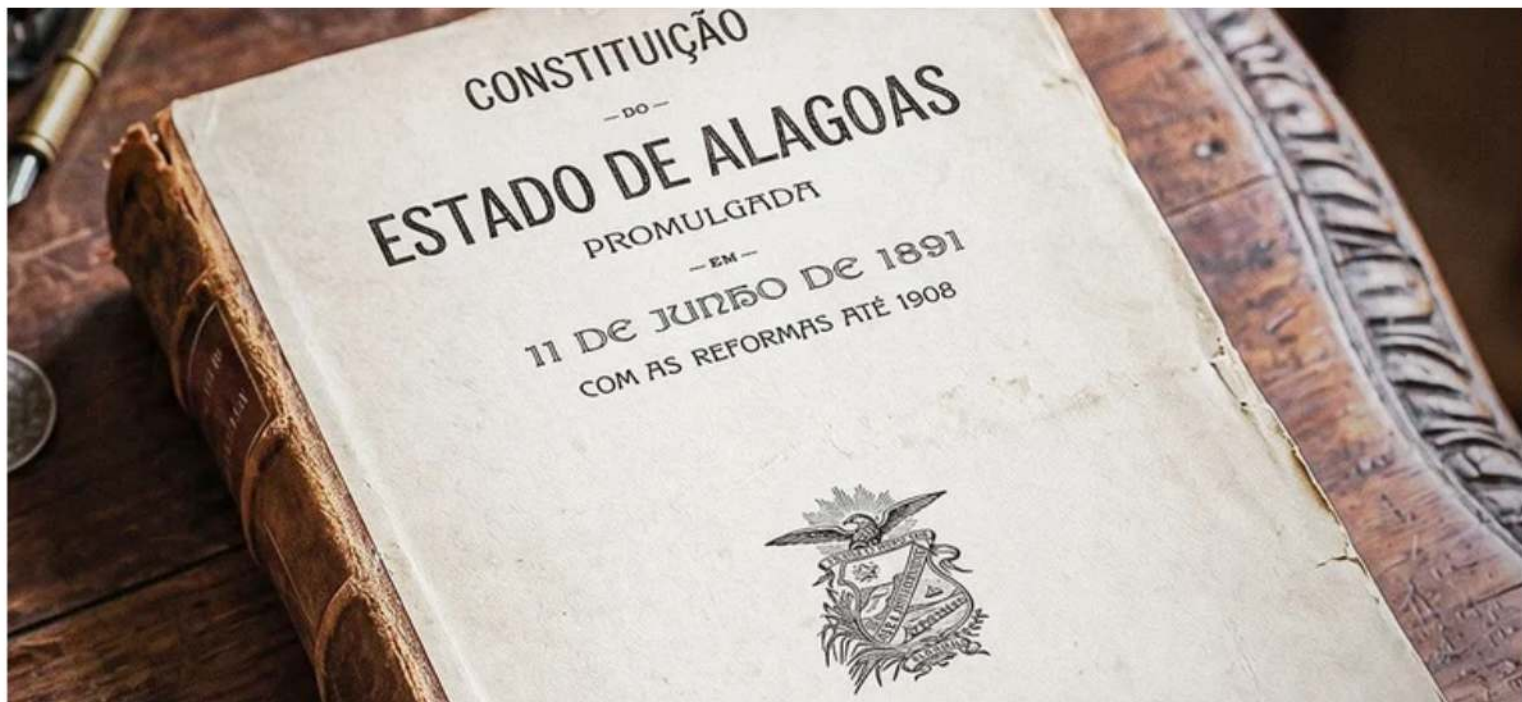 CONSTITUIÇÃO
— DO —
ESTADO DE ALAGOAS
PROMULGADA
— EM —
11 DE JUNHO DE 1891
COM AS REFORMAS ATÉ 1908